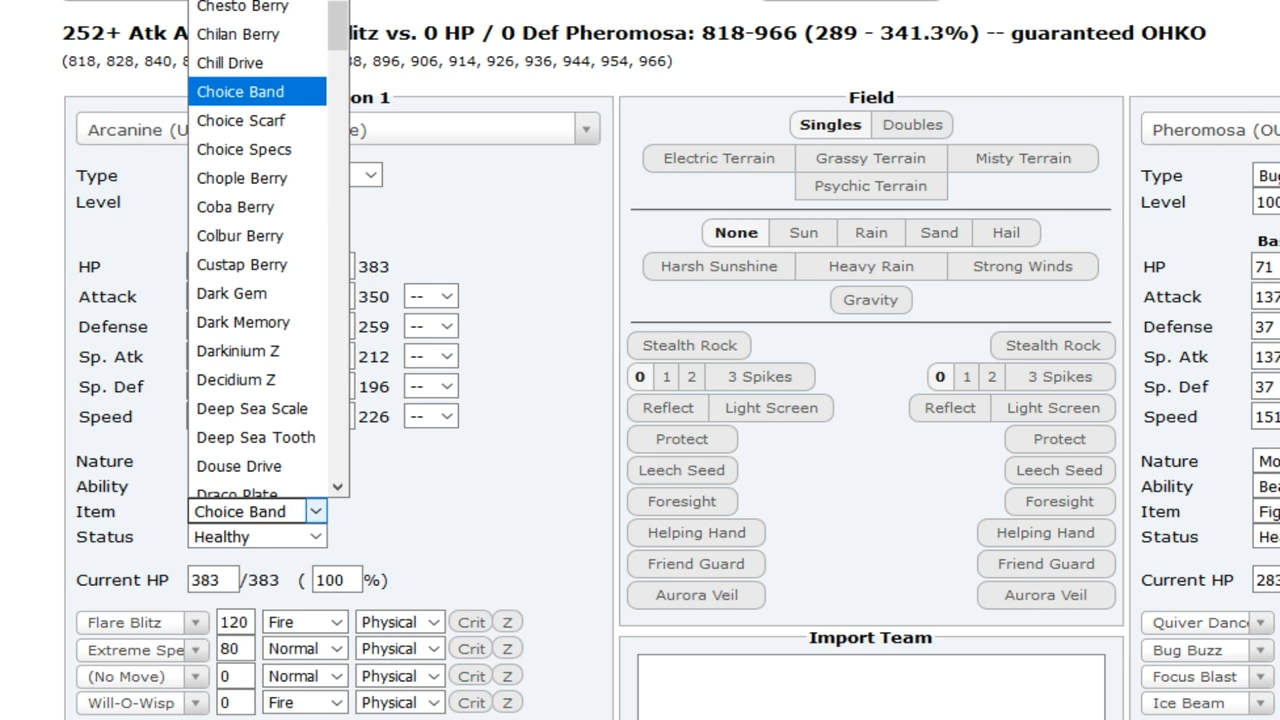 Chesto Berry
252+ Atk A litz vs. 0 HP / 0 Def Pheromosa: 818-966 (289 - 341.3%) -- guaranteed OHKO
Chilan Berry
(818, 828, 840, 8 8, 896, 906, 914, 926, 936, 944, 954, 966)
Chill Drive
Choice Band
on 1
Choice Scarf
Choice Specs
Chople Berry
Coba Berry
Colbur Berry
Custap Berry
Dark Gem
Dark Memory
Darkinium Z
Decidium Z
Deep Sea Scale
Deep Sea Tooth
Douse Drive
Draco Plate
Arcanine (U e)
Type
Level
HP 383
Attack 350 --
Defense 259 --
Sp. Atk 212 --
Sp. Def 196 --
Speed 226 --
Nature
Ability
Item Choice Band
Status Healthy
Current HP 383 /383 ( 100 %)
Flare Blitz 120 Fire Physical Crit Z
Extreme Spe 80 Normal Physical Crit Z
(No Move) 0 Normal Physical Crit Z
Will-O-Wisp 0 Fire Physical Crit Z
Field
Singles Doubles
Electric Terrain Grassy Terrain Misty Terrain
Psychic Terrain
None Sun Rain Sand Hail
Harsh Sunshine Heavy Rain Strong Winds
Gravity
Stealth Rock Stealth Rock
0 1 2 3 Spikes 0 1 2 3 Spikes
Reflect Light Screen Reflect Light Screen
Protect Protect
Leech Seed Leech Seed
Foresight Foresight
Helping Hand Helping Hand
Friend Guard Friend Guard
Aurora Veil Aurora Veil
Import Team
Pheromosa (OU
Type Bug
Level 100
Ba
HP 71
Attack 137
Defense 37
Sp. Atk 137
Sp. Def 37
Speed 151
Nature Mo
Ability Bea
Item Fig
Status Hea
Current HP 283
Quiver Danc
Bug Buzz
Focus Blast
Ice Beam